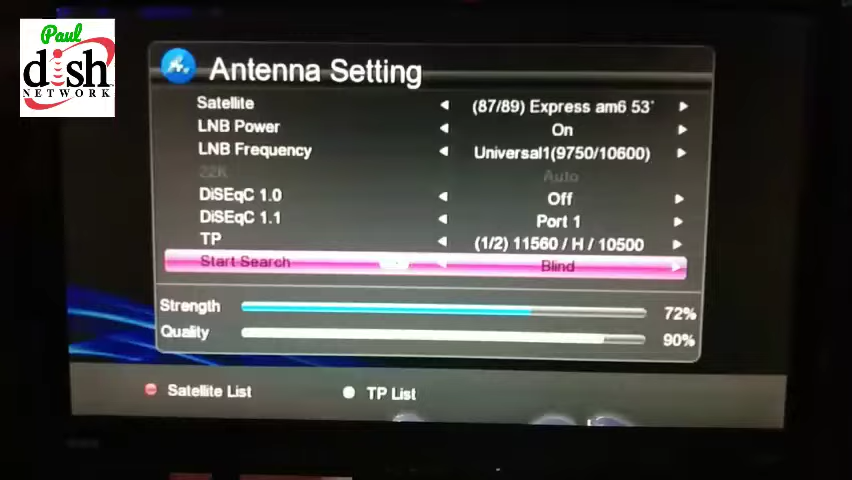 Paul
dish
NETWORK
Antenna Setting
Satellite (87/89) Express am6 53°
LNB Power On
LNB Frequency Universal1(9750/10600)
22K Auto
DiSEqC 1.0 Off
DiSEqC 1.1 Port 1
TP (1/2) 11560 / H / 10500
Start Search Blind
Strength 72%
Quality 90%
Satellite List TP List